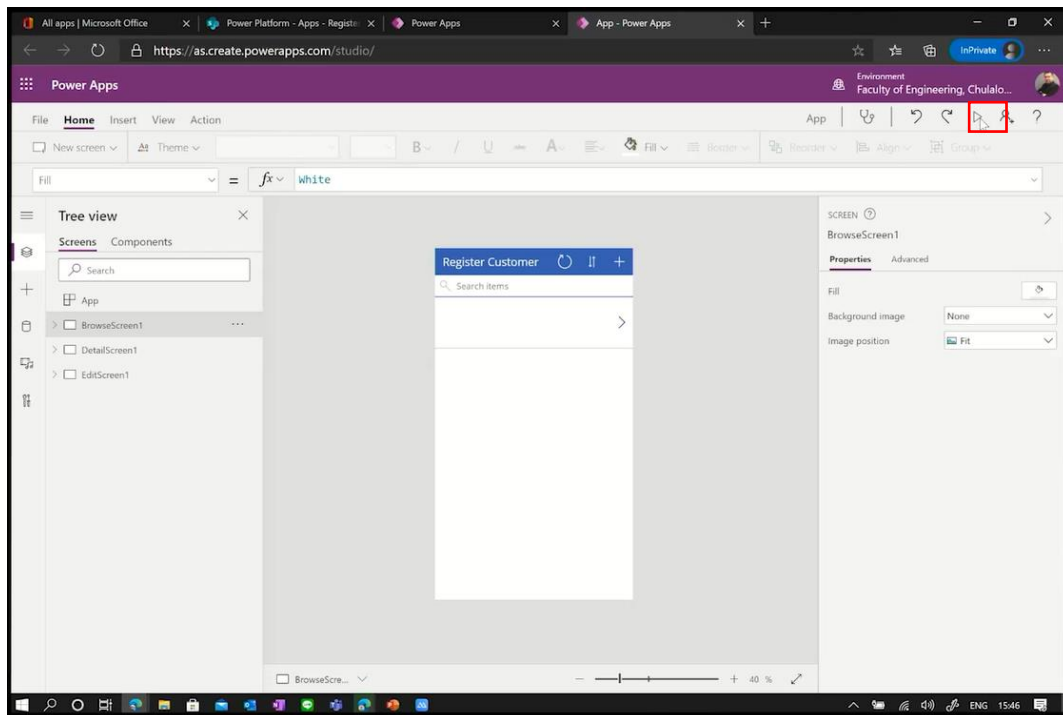 All apps | Microsoft Office
Power Platform - Apps - Registe
Power Apps
App - Power Apps
https://as.create.powerapps.com/studio/
InPrivate
Power Apps
Environment
Faculty of Engineering, Chulalo...
File Home Insert View Action
App
New screen Theme
B / U A Fill Border Reorder Align Group
Fill = fx White
Tree view
Screens Components
Search
App
BrowseScreen1 ...
DetailScreen1
EditScreen1
Register Customer
Search items
SCREEN
BrowseScreen1
Properties Advanced
Fill
Background image None
Image position Fit
BrowseScre...
40 %
ENG 15:46